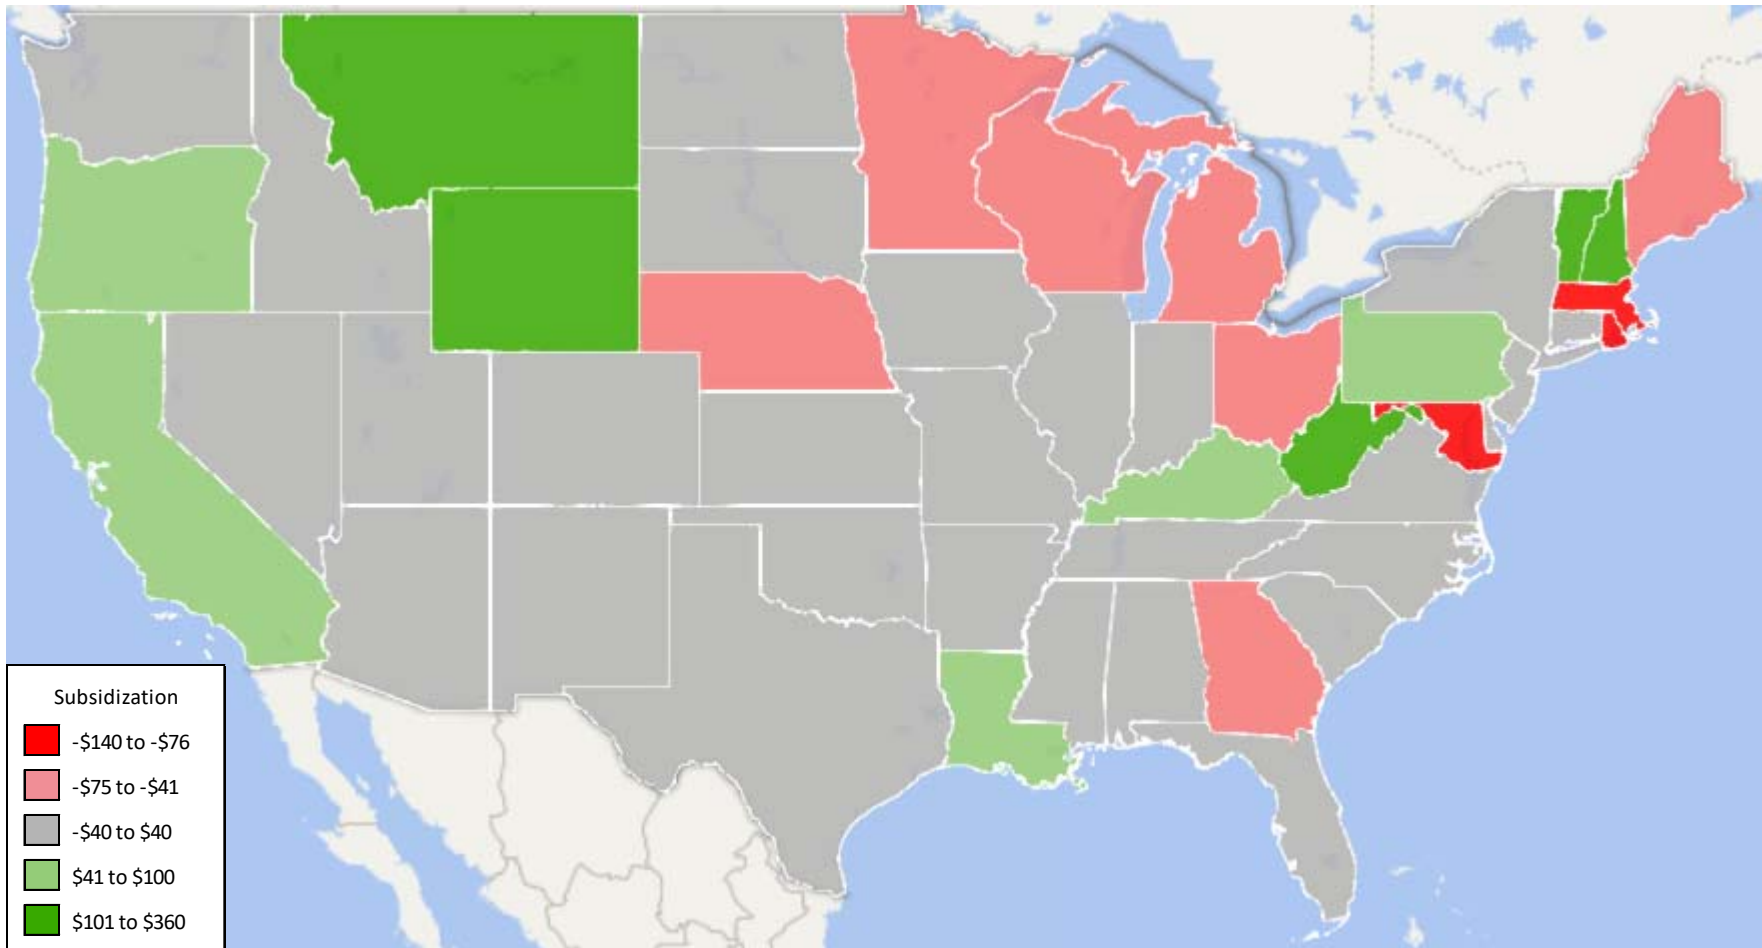 Subsidization
-$140 to -$76
-$75 to -$41
-$40 to $40
$41 to $100
$101 to $360